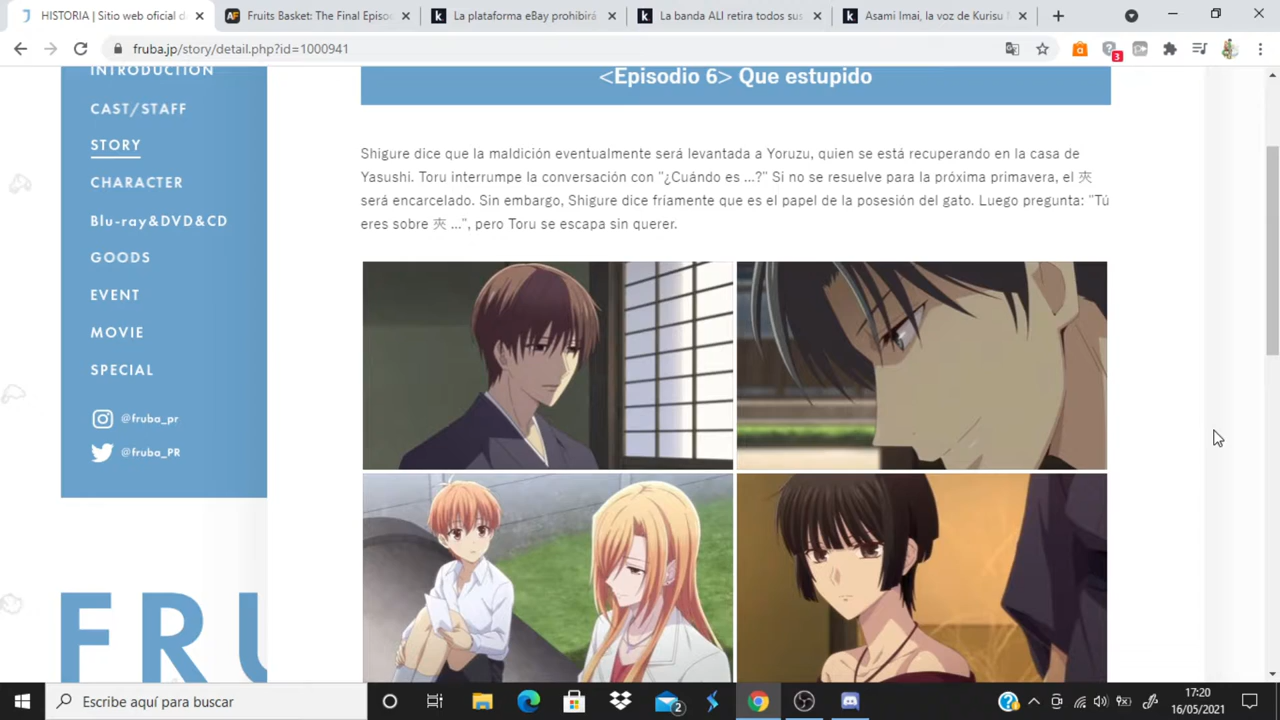 HISTORIA | Sitio web oficial d
Fruits Basket: The Final Episod
La plataforma eBay prohibirá
La banda ALI retira todos sus
Asami Imai, la voz de Kurisu M
fruba.jp/story/detail.php?id=1000941
3
INTRODUCTION
CAST/STAFF
STORY
CHARACTER
Blu-ray&DVD&CD
GOODS
EVENT
MOVIE
SPECIAL
@fruba_pr
@fruba_PR
FRU
<Episodio 6> Que estupido
Shigure dice que la maldición eventualmente será levantada a Yoruzu, quien se está recuperando en la casa de
Yasushi. Toru interrumpe la conversación con "¿Cuándo es ...?" Si no se resuelve para la próxima primavera, el 夾
será encarcelado. Sin embargo, Shigure dice fríamente que es el papel de la posesión del gato. Luego pregunta: "Tú
eres sobre 夾 ...", pero Toru se escapa sin querer.
Escribe aquí para buscar
2
17:20
16/05/2021